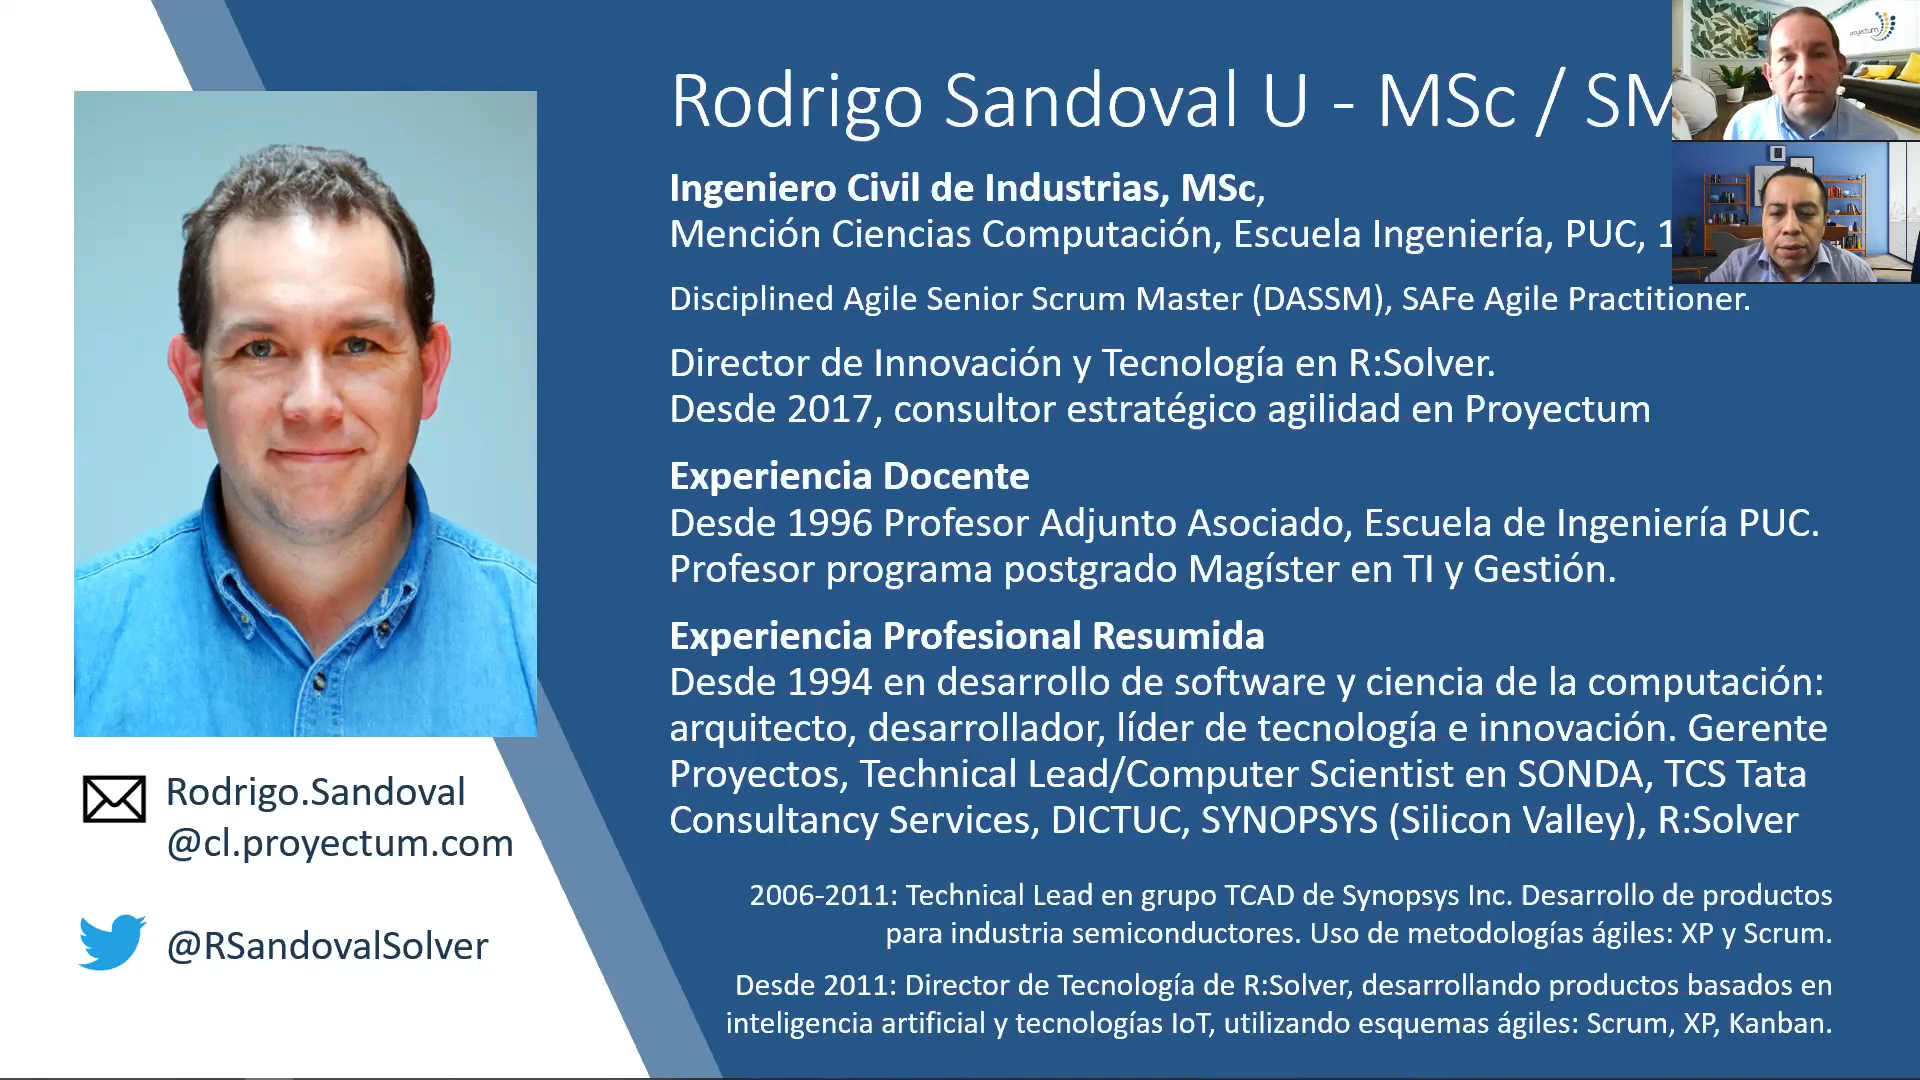 Rodrigo Sandoval U - MSc / SM
Ingeniero Civil de Industrias, MSc,
Mención Ciencias Computación, Escuela Ingeniería, PUC, 1
Disciplined Agile Senior Scrum Master (DASSM), SAFe Agile Practitioner.
Director de Innovación y Tecnología en R:Solver.
Desde 2017, consultor estratégico agilidad en Proyectum
Experiencia Docente
Desde 1996 Profesor Adjunto Asociado, Escuela de Ingeniería PUC.
Profesor programa postgrado Magíster en TI y Gestión.
Experiencia Profesional Resumida
Desde 1994 en desarrollo de software y ciencia de la computación:
arquitecto, desarrollador, líder de tecnología e innovación. Gerente
Proyectos, Technical Lead/Computer Scientist en SONDA, TCS Tata
Consultancy Services, DICTUC, SYNOPSYS (Silicon Valley), R:Solver
2006-2011: Technical Lead en grupo TCAD de Synopsys Inc. Desarrollo de productos
para industria semiconductores. Uso de metodologías ágiles: XP y Scrum.
Desde 2011: Director de Tecnología de R:Solver, desarrollando productos basados en
inteligencia artificial y tecnologías IoT, utilizando esquemas ágiles: Scrum, XP, Kanban.
Rodrigo.Sandoval
@cl.proyectum.com
@RSandovalSolver
proyectum